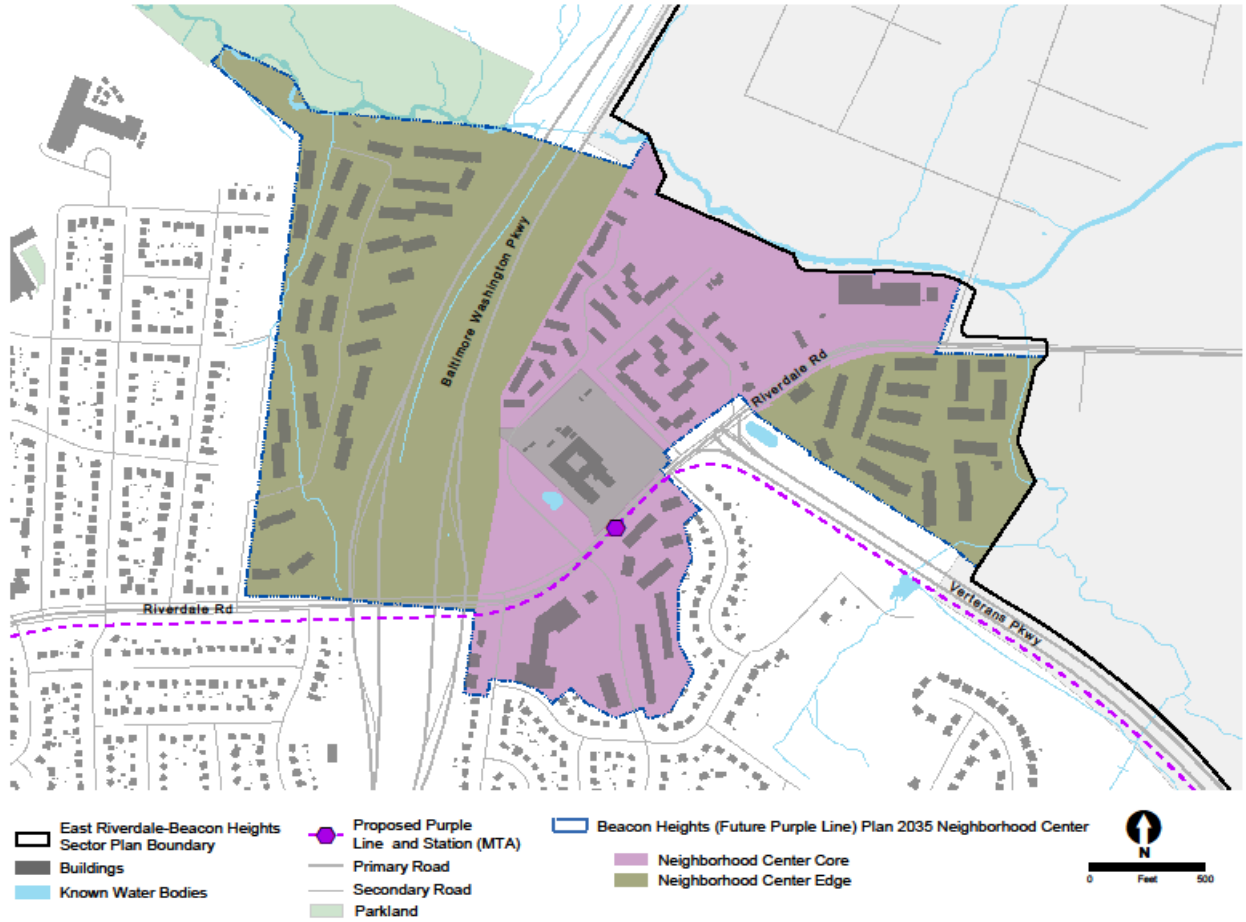 Baltimore Washington Pkwy
Riverdale Rd
Riverdale Rd
Verterans Pkwy
East Riverdale-Beacon Heights
Sector Plan Boundary
Buildings
Known Water Bodies
Proposed Purple
Line and Station (MTA)
Primary Road
Secondary Road
Parkland
Beacon Heights (Future Purple Line) Plan 2035 Neighborhood Center
Neighborhood Center Core
Neighborhood Center Edge
N
0 Feet 500